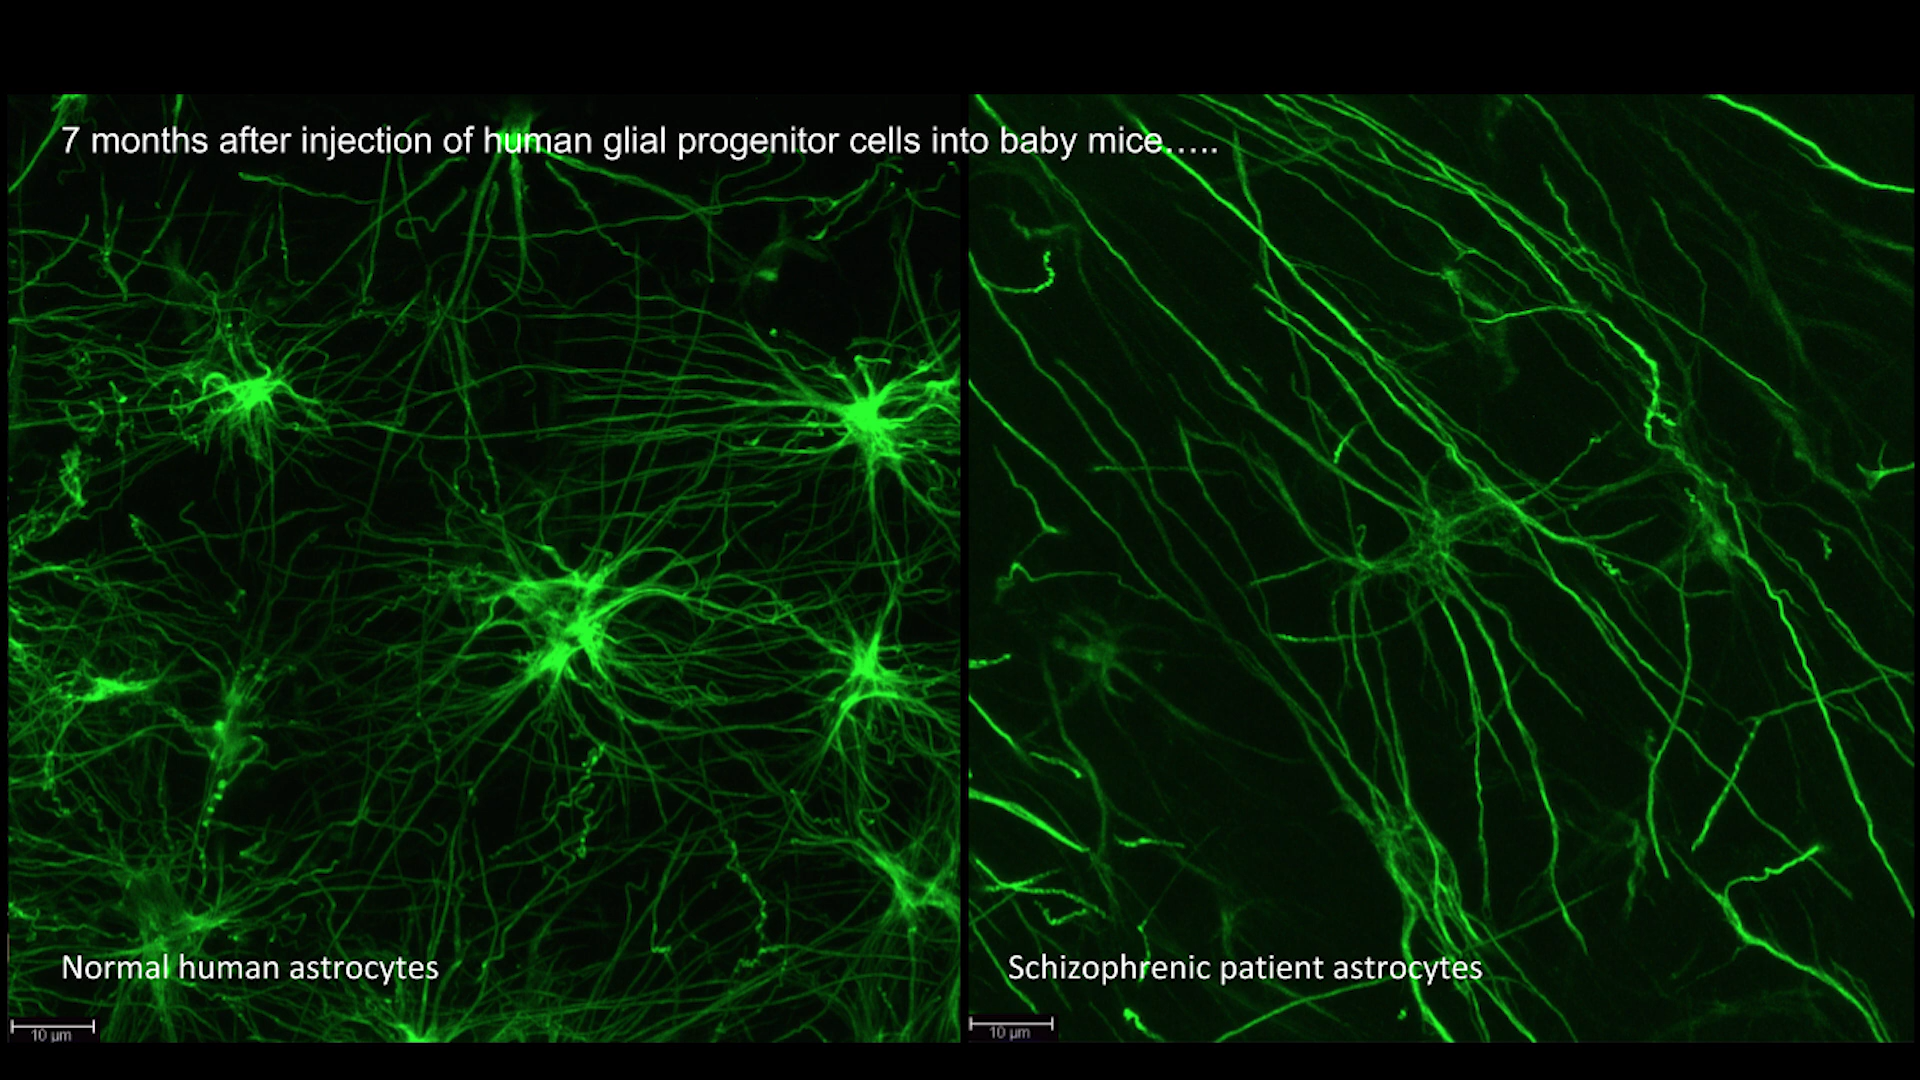 7 months after injection of human glial progenitor cells into baby mice…..
Normal human astrocytes
Schizophrenic patient astrocytes
10 µm
10 µm